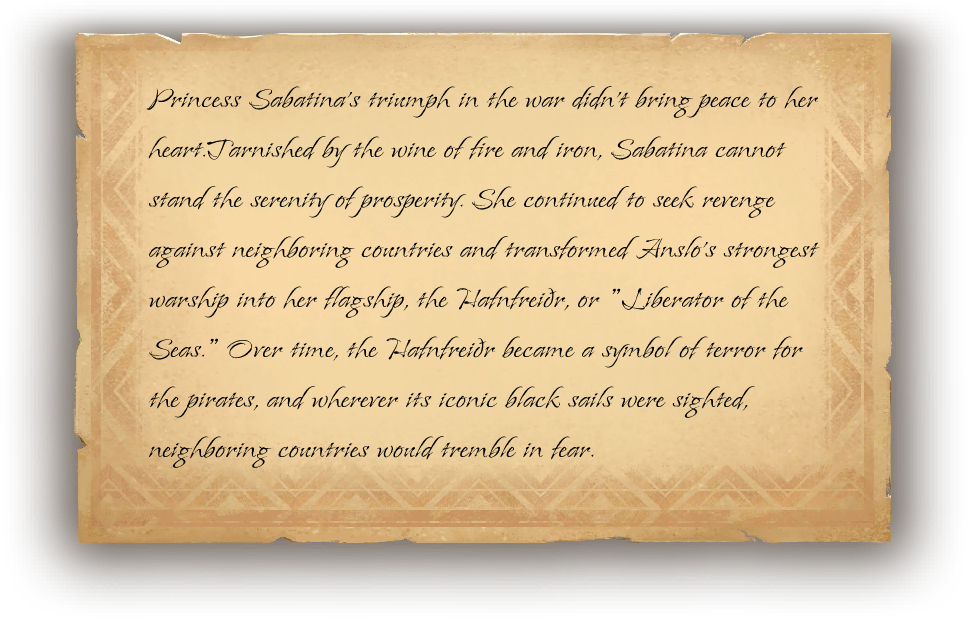 Princess Sabatina's triumph in the war didn't bring peace to her
heart.Tarnished by the wine of fire and iron, Sabatina cannot
stand the serenity of prosperity. She continued to seek revenge
against neighboring countries and transformed Anslo's strongest
warship into her flagship, the Hafnfreiðr, or "Liberator of the
Seas." Over time, the Hafnfreiðr became a symbol of terror for
the pirates, and wherever its iconic black sails were sighted,
neighboring countries would tremble in fear.